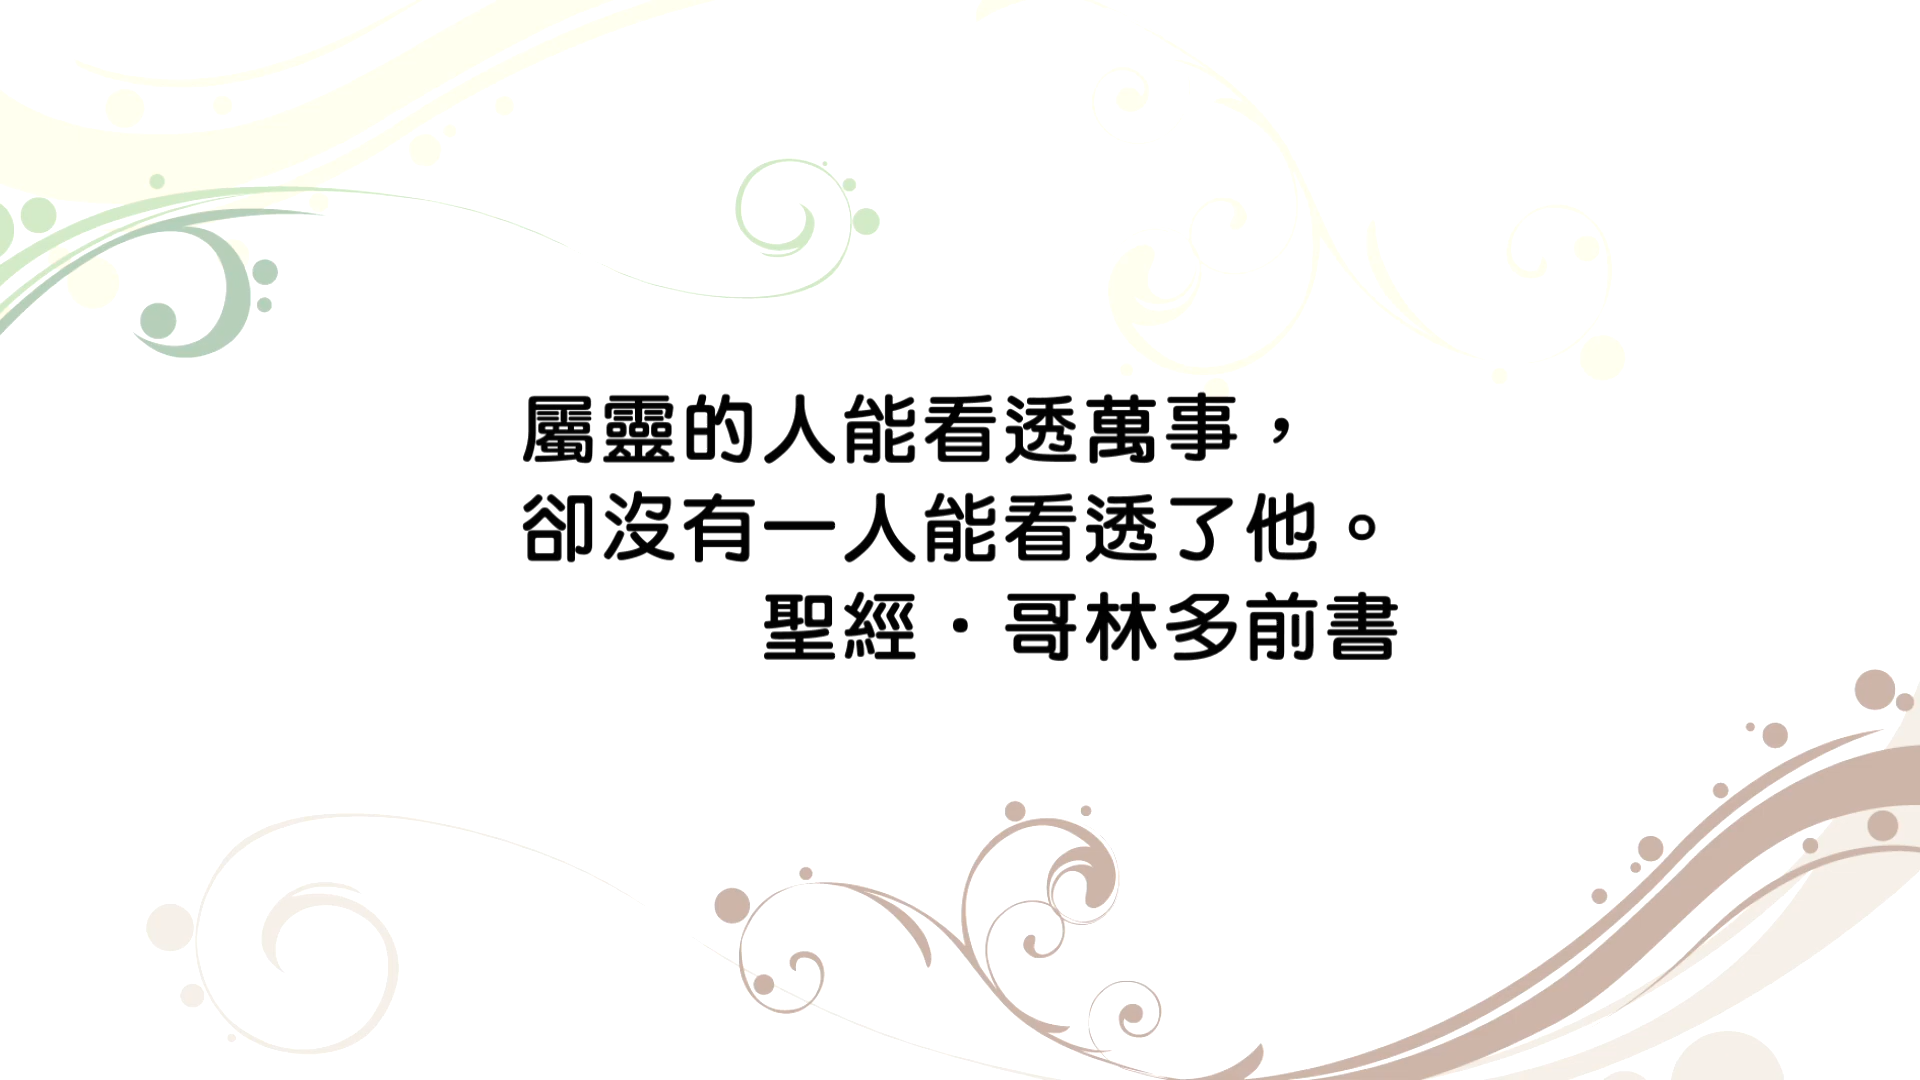 屬靈的人能看透萬事，
卻沒有一人能看透了他。
聖經．哥林多前書